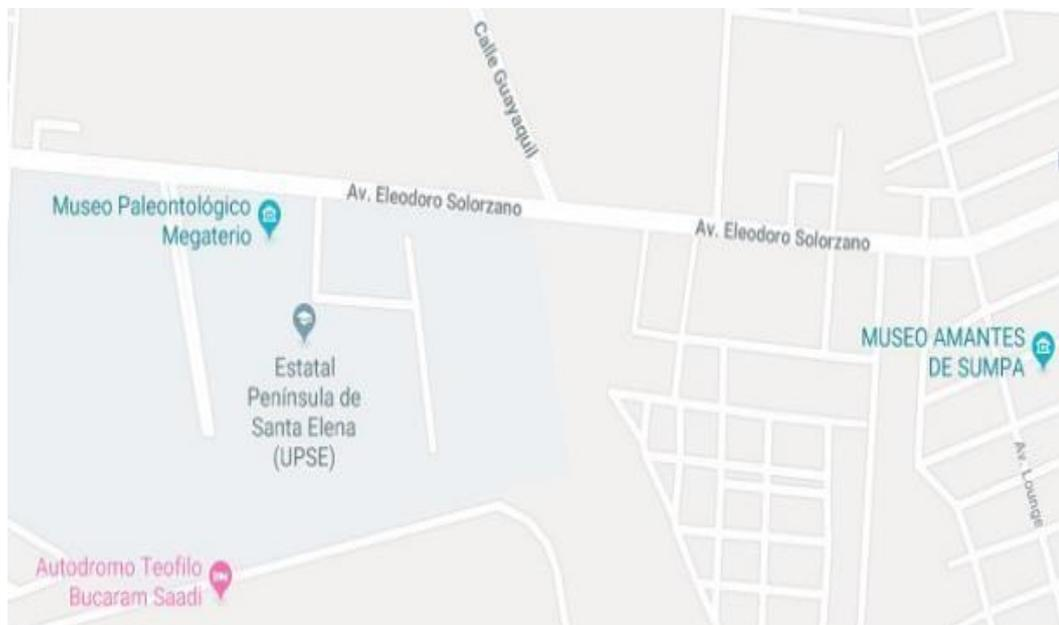 Calle Guayaquil
Av. Eleodoro Solorzano
Museo Paleontológico
Megaterio
Av. Eleodoro Solorzano
Estatal
Península de
Santa Elena
(UPSE)
MUSEO AMANTES
DE SUMPA
Av. Lounge
Autodromo Teofilo
Bucaram Saadi